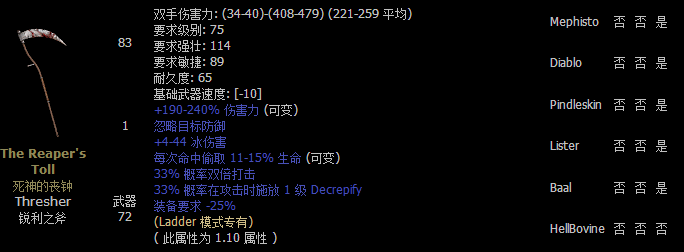 The Reaper's
Toll
死神的丧钟
Thresher
锐利之斧
83
1
武器
72
双手伤害力: (34-40)-(408-479) (221-259 平均)
要求级别: 75
要求强壮: 114
要求敏捷: 89
耐久度: 65
基础武器速度: [-10]
+190-240% 伤害力 (可变)
忽略目标防御
+4-44 冰伤害
每次命中偷取 11-15% 生命 (可变)
33% 概率双倍打击
33% 概率在攻击时施放 1 级 Decrepify
装备要求 -25%
(Ladder 模式专有)
( 此属性为 1.10 属性 )
Mephisto 否 否 是
Diablo 否 否 是
Pindleskin 否 否 是
Lister 否 否 是
Baal 否 否 是
HellBovine 否 否 否